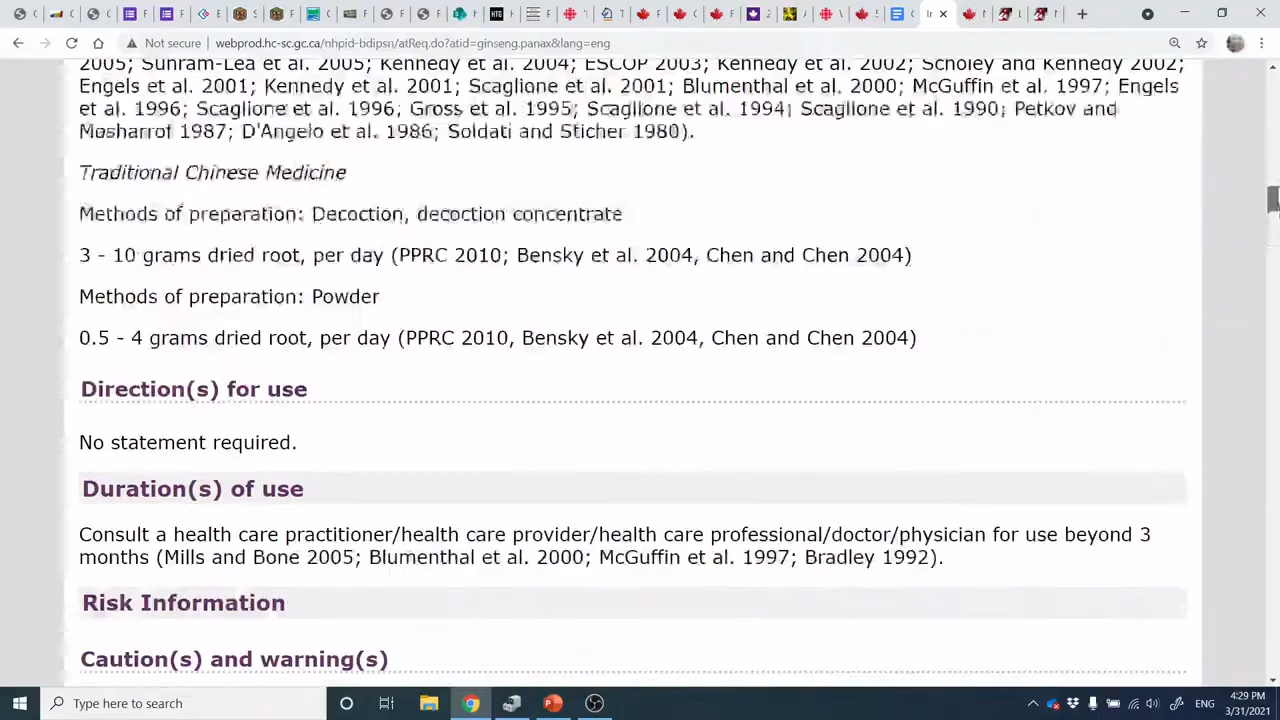 Not secure
webprod.hc-sc.gc.ca/nhpid-bdipsn/atReq.do?atid=ginseng.panax&lang=eng
2005; Sunram-Lea et al. 2005; Kennedy et al. 2004; ESCOP 2003; Kennedy et al. 2002; Scholey and Kennedy 2002;
Engels et al. 2001; Kennedy et al. 2001; Scaglione et al. 2001; Blumenthal et al. 2000; McGuffin et al. 1997; Engels
et al. 1996; Scaglione et al. 1996; Gross et al. 1995; Scaglione et al. 1994; Scaglione et al. 1990; Petkov and
Mosharrof 1987; D'Angelo et al. 1986; Soldati and Sticher 1980).
Traditional Chinese Medicine
Methods of preparation: Decoction, decoction concentrate
3 - 10 grams dried root, per day (PPRC 2010; Bensky et al. 2004, Chen and Chen 2004)
Methods of preparation: Powder
0.5 - 4 grams dried root, per day (PPRC 2010, Bensky et al. 2004, Chen and Chen 2004)
Direction(s) for use
No statement required.
Duration(s) of use
Consult a health care practitioner/health care provider/health care professional/doctor/physician for use beyond 3
months (Mills and Bone 2005; Blumenthal et al. 2000; McGuffin et al. 1997; Bradley 1992).
Risk Information
Caution(s) and warning(s)
Type here to search
ENG
4:29 PM
3/31/2021